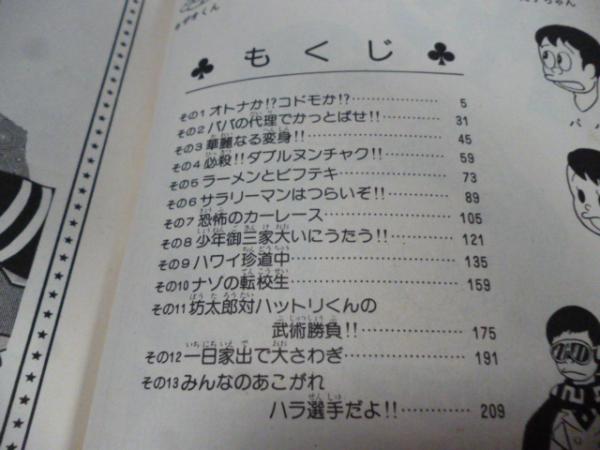 ♣ もくじ ♣
その1 オトナか!?コドモか!? 5
その2 パパの代理でかっとばせ!! 31
その3 華麗なる変身!! 45
その4 必殺!!ダブルヌンチャク!! 59
その5 ラーメンとビフテキ 73
その6 サラリーマンはつらいぞ!! 89
その7 恐怖のカーレース 105
その8 少年御三家大いにうたう!! 121
その9 ハワイ珍道中 135
その10 ナゾの転校生 159
その11 坊太郎対ハットリくんの
武術勝負!! 175
その12 一日家出で大さわぎ 191
その13 みんなのあこがれ
ハラ選手だよ!! 209
パパ